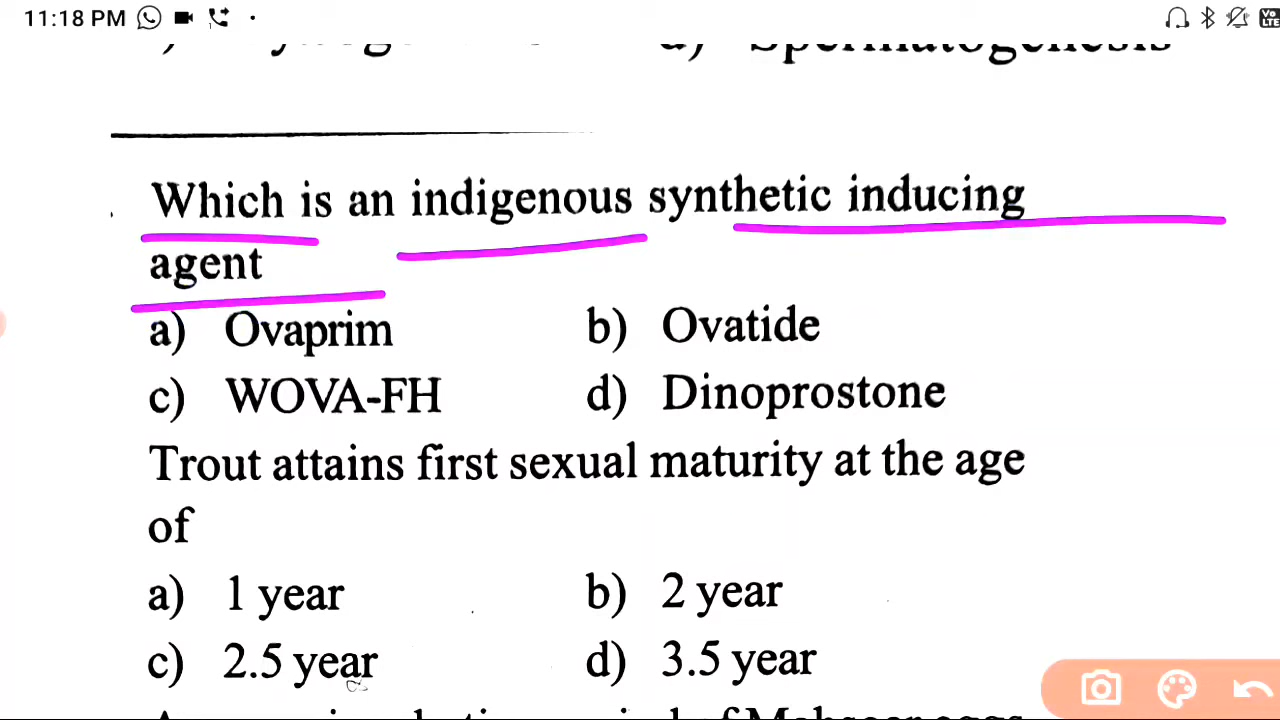 11:18 PM
Spermatogenesis
Which is an indigenous synthetic inducing
agent
a) Ovaprim b) Ovatide
c) WOVA-FH d) Dinoprostone
Trout attains first sexual maturity at the age
of
a) 1 year b) 2 year
c) 2.5 year d) 3.5 year